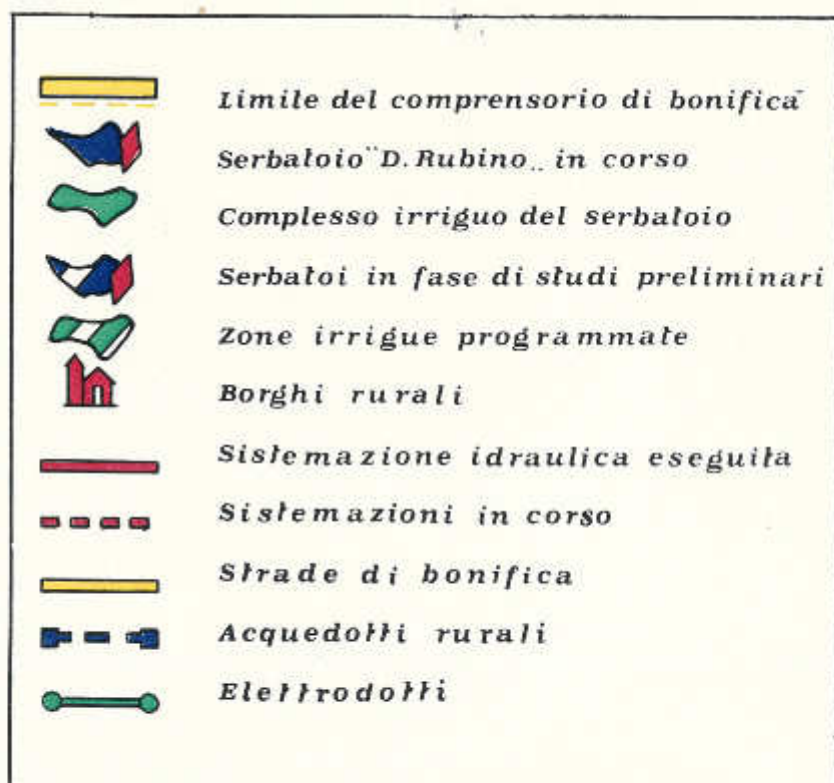 Limite del comprensorio di bonifica
Serbatoio "D. Rubino„ in corso
Complesso irriguo del serbatoio
Serbatoi in fase di studi preliminari
Zone irrigue programmate
Borghi rurali
Sistemazione idraulica eseguita
Sistemazioni in corso
Strade di bonifica
Acquedotti rurali
Elettrodotti